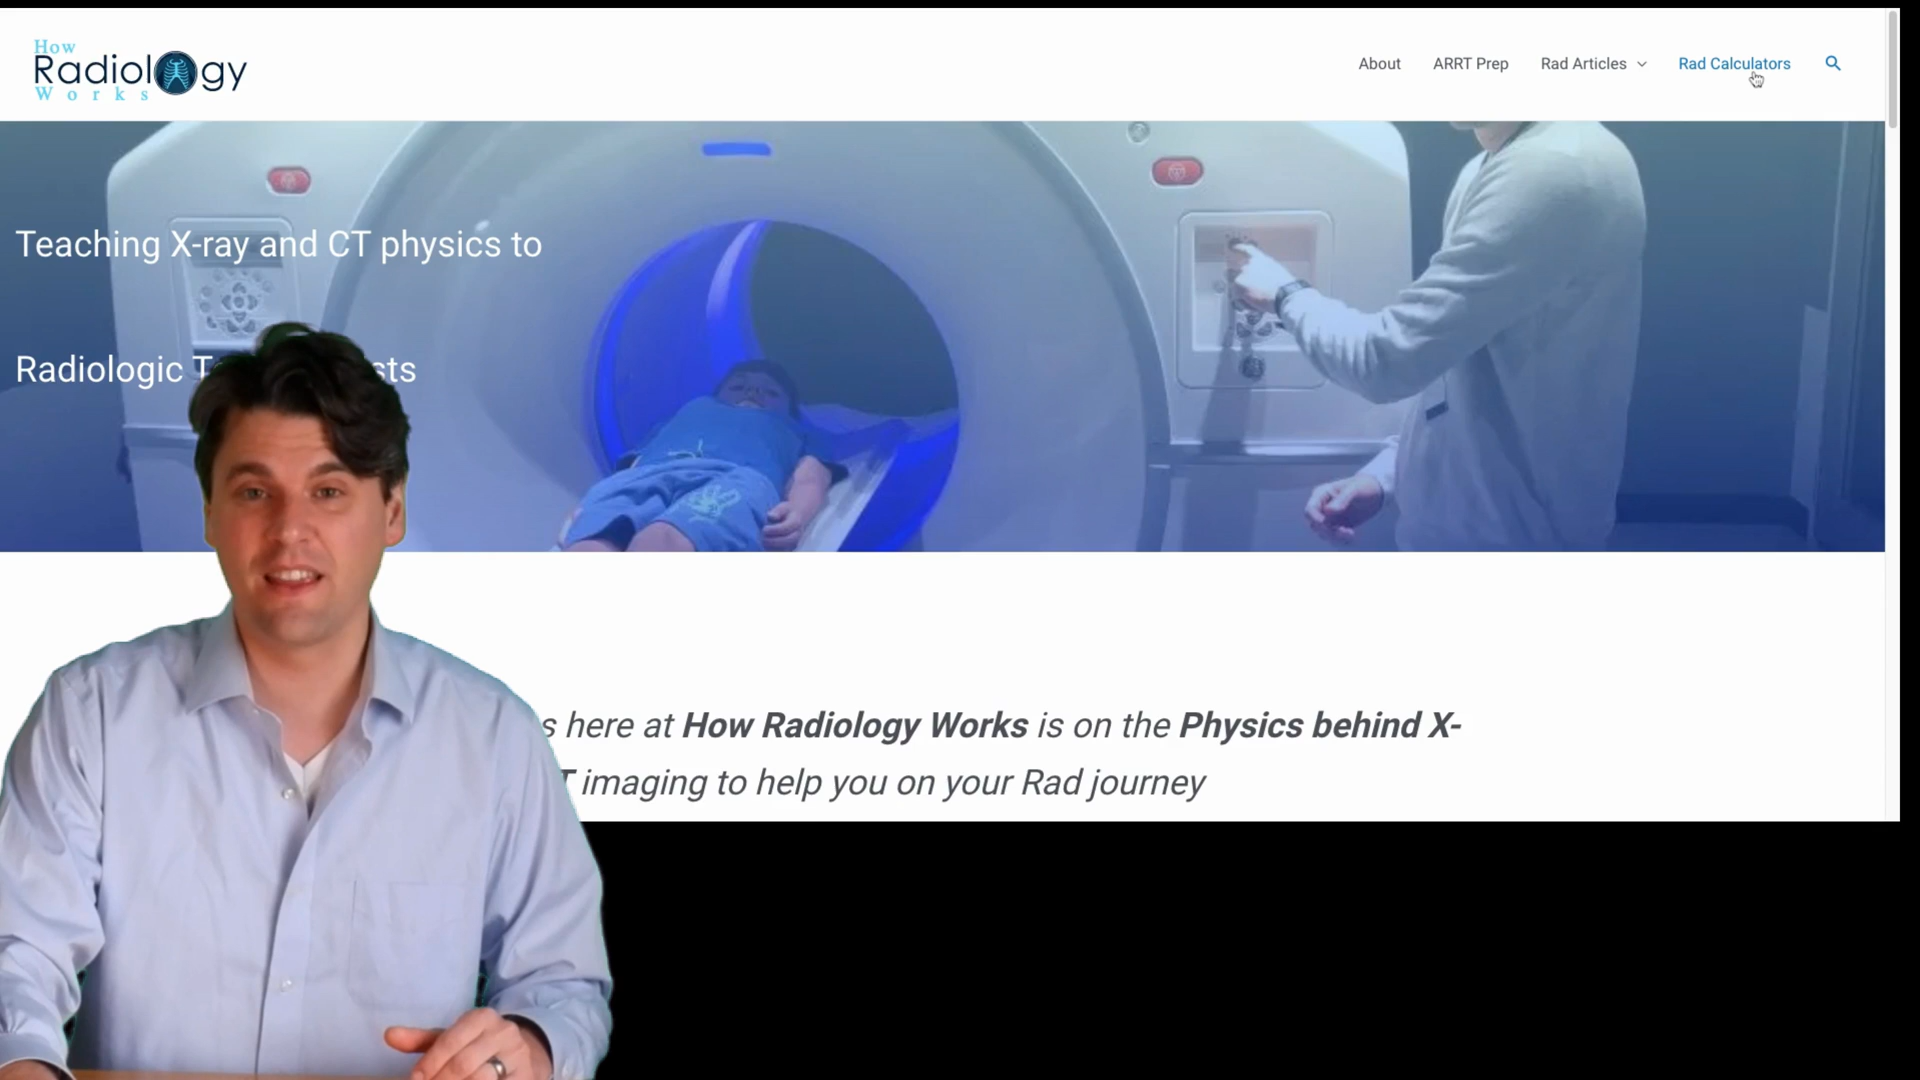 How
Radiology
Works
About
ARRT Prep
Rad Articles
Rad Calculators
Teaching X-ray and CT physics to
Radiologic
here at How Radiology Works is on the Physics behind X-
imaging to help you on your Rad journey